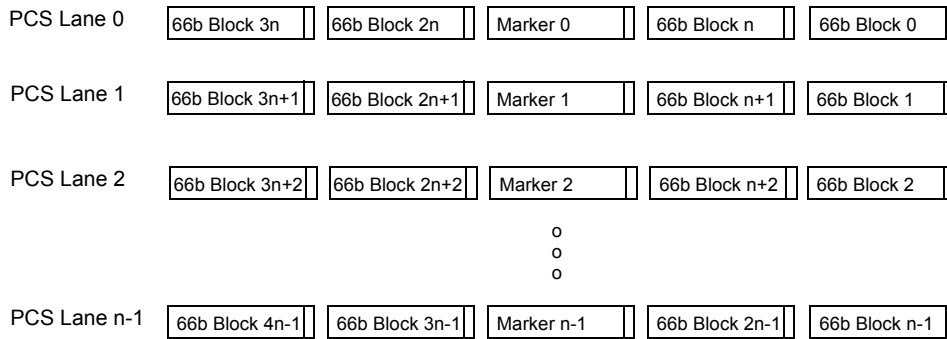 PCS Lane 0 66b Block 3n 66b Block 2n Marker 0 66b Block n 66b Block 0
PCS Lane 1 66b Block 3n+1 66b Block 2n+1 Marker 1 66b Block n+1 66b Block 1
PCS Lane 2 66b Block 3n+2 66b Block 2n+2 Marker 2 66b Block n+2 66b Block 2
o
o
o
PCS Lane n-1 66b Block 4n-1 66b Block 3n-1 Marker n-1 66b Block 2n-1 66b Block n-1